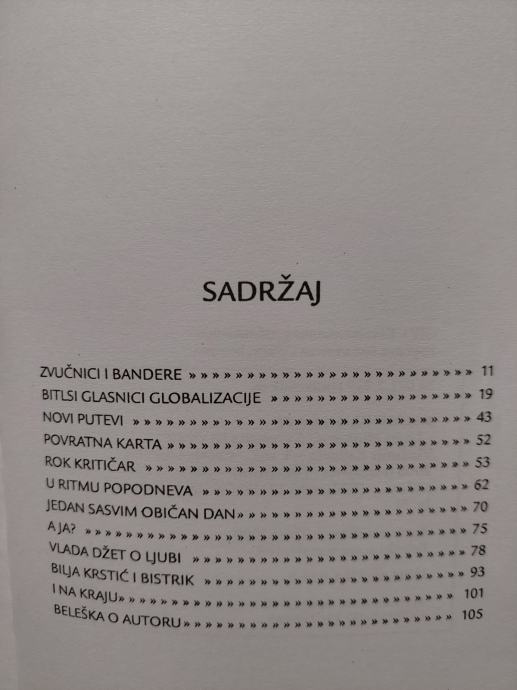 SADRŽAJ
ZVUČNICI I BANDERE »»»»»»»»»»»»»»»»»»»»»»»»»»» 11
BITLSI GLASNICI GLOBALIZACIJE »»»»»»»»»»»»»»»»»»»» 19
NOVI PUTEVI »»»»»»»»»»»»»»»»»»»»»»»»»»»»»»»» 43
POVRATNA KARTA »»»»»»»»»»»»»»»»»»»»»»»»»»»»» 52
ROK KRITIČAR »»»»»»»»»»»»»»»»»»»»»»»»»»»»»»» 53
U RITMU POPODNEVA »»»»»»»»»»»»»»»»»»»»»»»»»» 62
JEDAN SASVIM OBIČAN DAN»»»»»»»»»»»»»»»»»»»»»» 70
A JA? »»»»»»»»»»»»»»»»»»»»»»»»»»»»»»»»»»» 75
VLADA DŽET O LJUBI »»»»»»»»»»»»»»»»»»»»»»»»» 78
BILJA KRSTIĆ I BISTRIK »»»»»»»»»»»»»»»»»»»»»»»» 93
I NA KRAJU»»»»»»»»»»»»»»»»»»»»»»»»»»»»»»»» 101
BELEŠKA O AUTORU»»»»»»»»»»»»»»»»»»»»»»»»»» 105